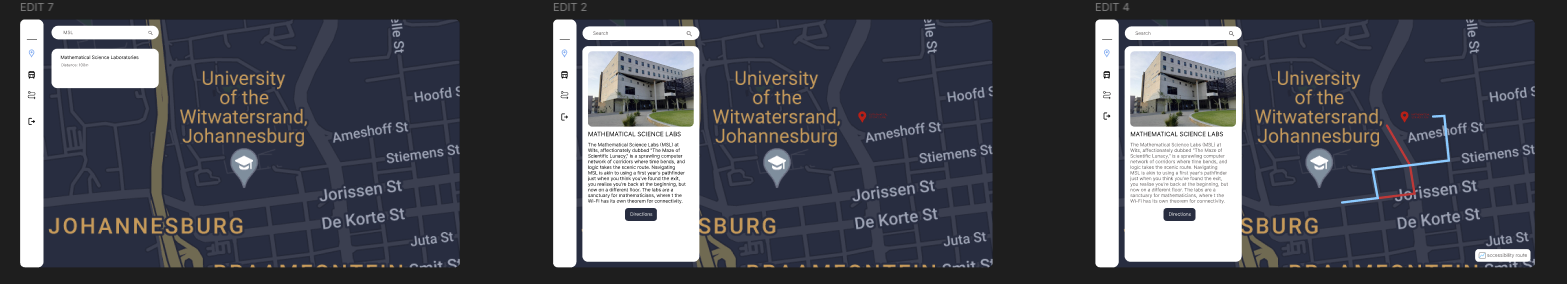 EDIT 7
MSL
Mathematical Science Laboratories
Distance: 100m
University
of the
Witwatersrand,
Johannesburg
Hoofd S
Ameshoff St
Stiemens St
Jorissen St
De Korte St
Juta St
Smit St
JOHANNESBURG
BRAAMFONTEIN
elle St
EDIT 2
Search
MATHEMATICAL SCIENCE LABS
The Mathematical Science Labs (MSL) at
Wits, affectionately dubbed "The Maze of
Scientific Lunacy," is a sprawling computer
network of corridors where time bends, and
logic takes the scenic route. Navigating
MSL is akin to using a first year's pathfinder
just when you think you've found the exit,
you realise you're back at the beginning, but
now on a different floor. The labs are a
sanctuary for mathematicians, where t he
Wi-Fi has its own theorem for connectivity.
Directions
University
of the
Witwatersrand,
Johannesburg
Hoofd S
Ameshoff St
Stiemens St
Jorissen St
De Korte St
Juta St
Smit St
SBURG
BRAAMFONTEIN
elle St
EDIT 4
Search
MATHEMATICAL SCIENCE LABS
The Mathematical Science Labs (MSL) at
Wits, affectionately dubbed "The Maze of
Scientific Lunacy," is a sprawling computer
network of corridors where time bends, and
logic takes the scenic route. Navigating
MSL is akin to using a first year's pathfinder
just when you think you've found the exit,
you realise you're back at the beginning, but
now on a different floor. The labs are a
sanctuary for mathematicians, where t he
Wi-Fi has its own theorem for connectivity.
Directions
University
of the
Witwatersrand,
Johannesburg
Hoofd S
Ameshoff St
Stiemens St
Jorissen St
De Korte St
Juta St
SBURG
elle St
accessibility route